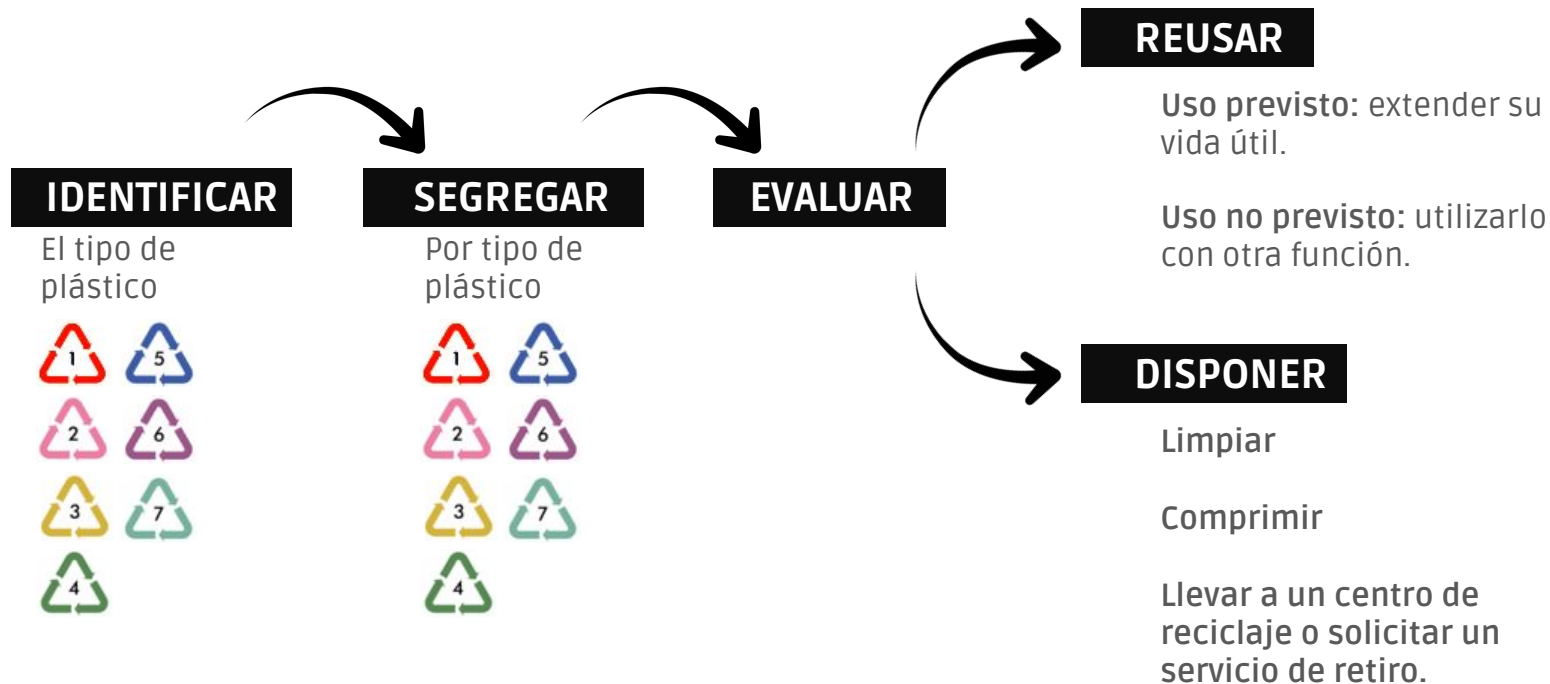 IDENTIFICAR
El tipo de
plástico
1
5
2
6
3
7
4
SEGREGAR
Por tipo de
plástico
1
5
2
6
3
7
4
EVALUAR
REUSAR
Uso previsto: extender su
vida útil.
Uso no previsto: utilizarlo
con otra función.
DISPONER
Limpiar
Comprimir
Llevar a un centro de
reciclaje o solicitar un
servicio de retiro.